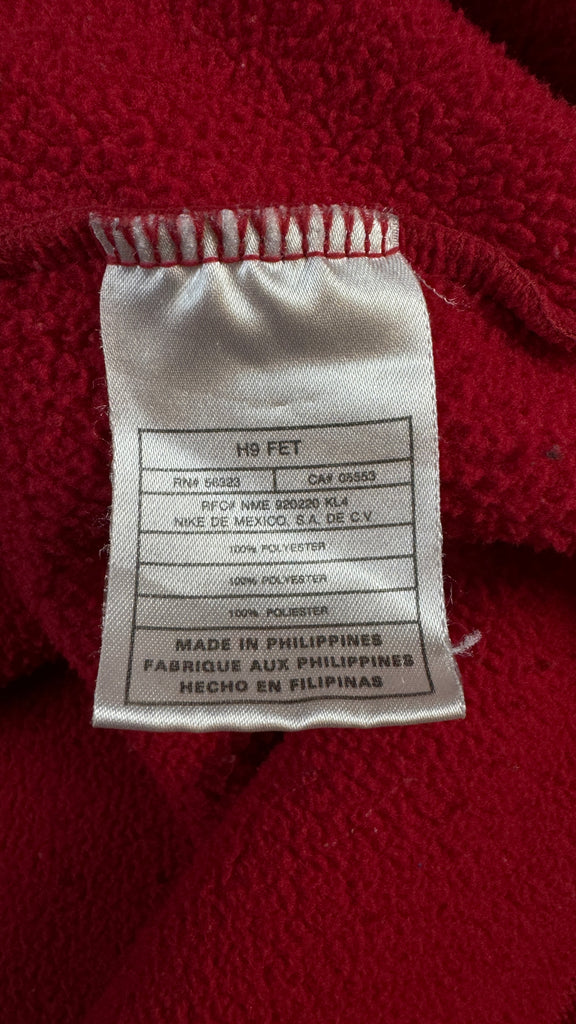 H9 FET
RN# 56323 CA# 05553
RFC# NME 920220 KL4
NIKE DE MEXICO, S.A. DE C.V
100% POLYESTER
100% POLYESTER
100% POLIESTER
MADE IN PHILIPPINES
FABRIQUE AUX PHILIPPINES
HECHO EN FILIPINAS